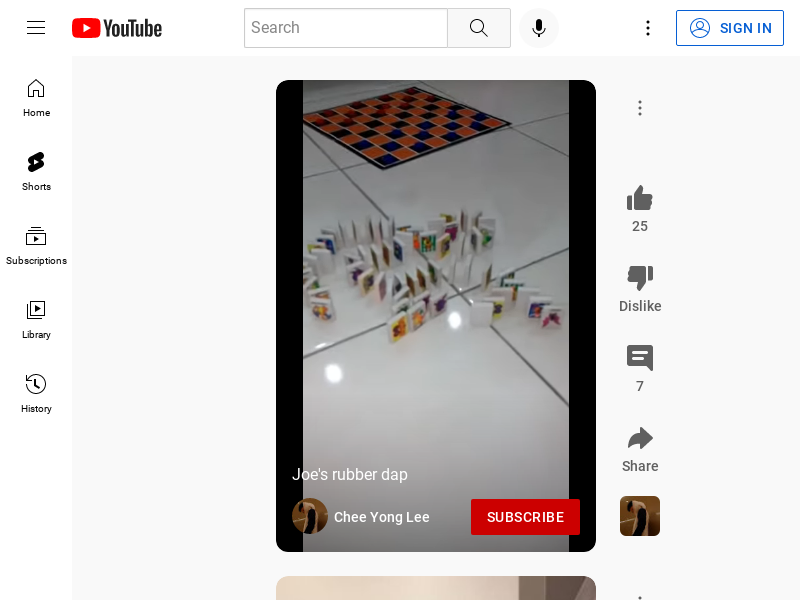 YouTube
Search
SIGN IN
Home
Shorts
Subscriptions
Library
History
25
Dislike
7
Share
Joe's rubber dap
Chee Yong Lee
SUBSCRIBE